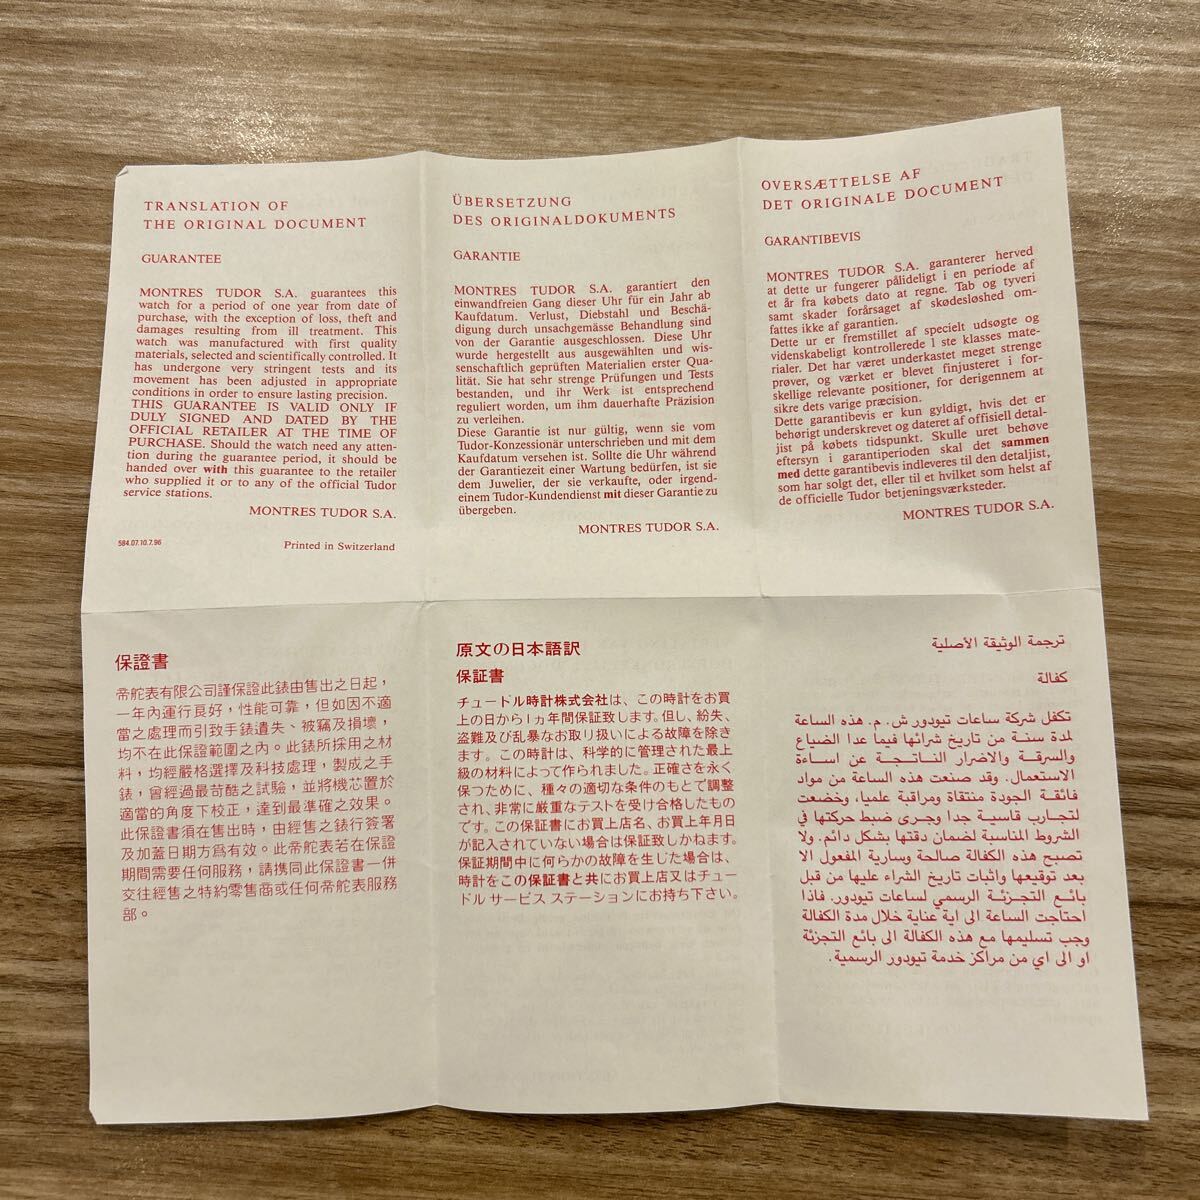 TRANSLATION OF
THE ORIGINAL DOCUMENT
GUARANTEE
MONTRES TUDOR S.A. guarantees this
watch for a period of one year from date of
purchase, with the exception of loss, theft and
damages resulting from ill treatment. This
watch was manufactured with first quality
materials, selected and scientifically controlled. It
has undergone very stringent tests and its
movement has been adjusted in appropriate
conditions in order to ensure lasting precision.
THIS GUARANTEE IS VALID ONLY IF
DULY SIGNED AND DATED BY THE
OFFICIAL RETAILER AT THE TIME OF
PURCHASE. Should the watch need any atten-
tion during the guarantee period, it should be
handed over with this guarantee to the retailer
who supplied it or to any of the official Tudor
service stations.
MONTRES TUDOR S.A.
584.07.10.7.96
Printed in Switzerland
ÜBERSETZUNG
DES ORIGINALDOKUMENTS
GARANTIE
MONTRES TUDOR S.A. garantiert den
einwandfreien Gang dieser Uhr für ein Jahr ab
Kaufdatum. Verlust, Diebstahl und Beschä-
digung durch unsachgemässe Behandlung sind
von der Garantie ausgeschlossen. Diese Uhr
wurde hergestellt aus ausgewählten und wis-
senschaftlich geprüften Materialien erster Qua-
lität. Sie hat sehr strenge Prüfungen und Tests
bestanden, und ihr Werk ist entsprechend
reguliert worden, um ihm dauerhafte Präzision
zu verleihen.
Diese Garantie ist nur gültig, wenn sie vom
Tudor-Konzessionär unterschrieben und mit dem
Kaufdatum versehen ist. Sollte die Uhr während
der Garantiezeit einer Wartung bedürfen, ist sie
dem Juwelier, der sie verkaufte, oder irgend-
einem Tudor-Kundendienst mit dieser Garantie zu
übergeben.
MONTRES TUDOR S.A.
OVERSÆTTELSE AF
DET ORIGINALE DOCUMENT
GARANTIBEVIS
MONTRES TUDOR S.A. garanterer herved
at dette ur fungerer pålideligt i en periode af
et år fra købets dato at regne. Tab og tyveri
samt skader forårsaget af skødesløshed om-
fattes ikke af garantien.
Dette ur er fremstillet af specielt udsøgte og
videnskabeligt kontrollerede 1 ste klasses mate-
rialer. Det har været underkastet meget strenge
prøver, og værket er blevet finjusteret i for-
skellige relevante positioner, for derigennem at
sikre dets varige præcision.
Dette garantibevis er kun gyldigt, hvis det er
behørigt underskrevet og dateret af offisiell detal-
jist på købets tidspunkt. Skulle uret behøve
eftersyn i garantiperioden skal det sammen
med dette garantibevis indleveres til den detaljist,
som har solgt det, eller til et hvilket som helst af
de officielle Tudor betjeningsværksteder.
MONTRES TUDOR S.A.
保證書
帝舵表有限公司謹保證此錶由售出之日起，
一年內運行良好，性能可靠，但如因不適
當之處理而引致手錶遺失、被竊及損壞，
均不在此保證範圍之內。此錶所採用之材
料，均經嚴格選擇及科技處理，製成之手
錶，曾經過最苛酷之試驗，並將機芯置於
適當的角度下校正，達到最準確之效果。
此保證書須在售出時，由經售之錶行簽署
及加蓋日期方爲有效。此帝舵表若在保證
期間需要任何服務，請携同此保證書一併
交往經售之特約零售商或任何帝舵表服務
部。
原文の日本語訳
保証書
チュードル時計株式会社は、この時計をお買
上の日から1ヵ年間保証致します。但し、紛失、
盗難及び乱暴なお取り扱いによる故障を除き
ます。この時計は、科学的に管理された最上
級の材料によって作られました。正確さを永く
保つために、種々の適切な条件のもとで調整
され、非常に厳重なテストを受け合格したもの
です。この保証書にお買上店名、お買上年月日
が記入されていない場合は保証致しかねます。
保証期間中に何らかの故障を生じた場合は、
時計をこの保証書と共にお買上店又はチュー
ドル サービス ステーションにお持ち下さい。
ترجمة الوثيقة الأصلية
كفالة
تكفل شركة ساعات تيودور ش. م. هذه الساعة
لمدة سنة من تاريخ شرائها فيما عدا الضياع
والسرقة والاضرار الناتجة عن اساءة
الاستعمال. وقد صنعت هذه الساعة من مواد
فائقة الجودة منتقاة ومراقبة علميا، وخضعت
لتجارب قاسية جدا وجرى ضبط حركتها في
الشروط المناسبة لضمان دقتها بشكل دائم. ولا
تصبح هذه الكفالة صالحة وسارية المفعول الا
بعد توقيعها واثبات تاريخ الشراء عليها من قبل
بائع التجزئة الرسمي لساعات تيودور. فاذا
احتاجت الساعة الى اية عناية خلال مدة الكفالة
وجب تسليمها مع هذه الكفالة الى بائع التجزئة
او الى اي من مراكز خدمة تيودور الرسمية.